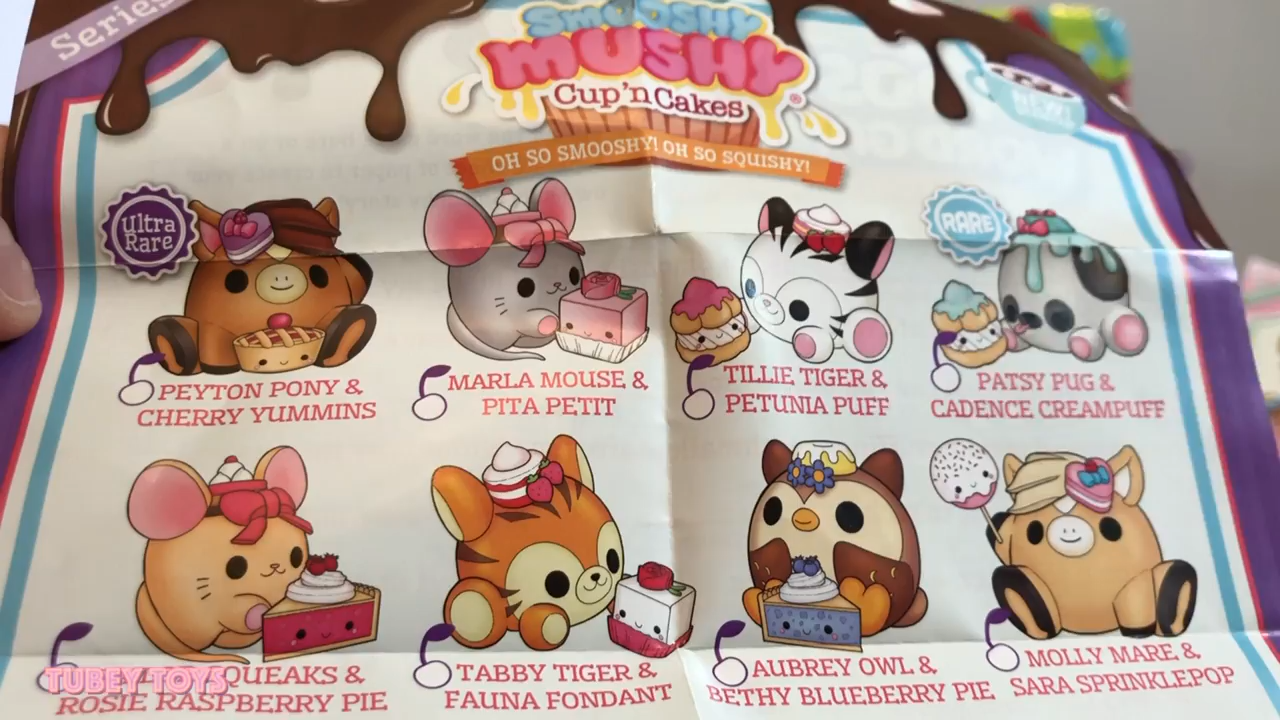 Series
SMOOSHY
MUSHY
Cup 'n Cakes
OH SO SMOOSHY! OH SO SQUISHY!
NEW!
Ultra
Rare
RARE
PEYTON PONY &
CHERRY YUMMINS
MARLA MOUSE &
PITA PETIT
TILLIE TIGER &
PETUNIA PUFF
PATSY PUG &
CADENCE CREAMPUFF
SQUEAKS &
ROSIE RASPBERRY PIE
TABBY TIGER &
FAUNA FONDANT
AUBREY OWL &
BETHY BLUEBERRY PIE
MOLLY MARE &
SARA SPRINKLEPOP
TUBEY TOYS